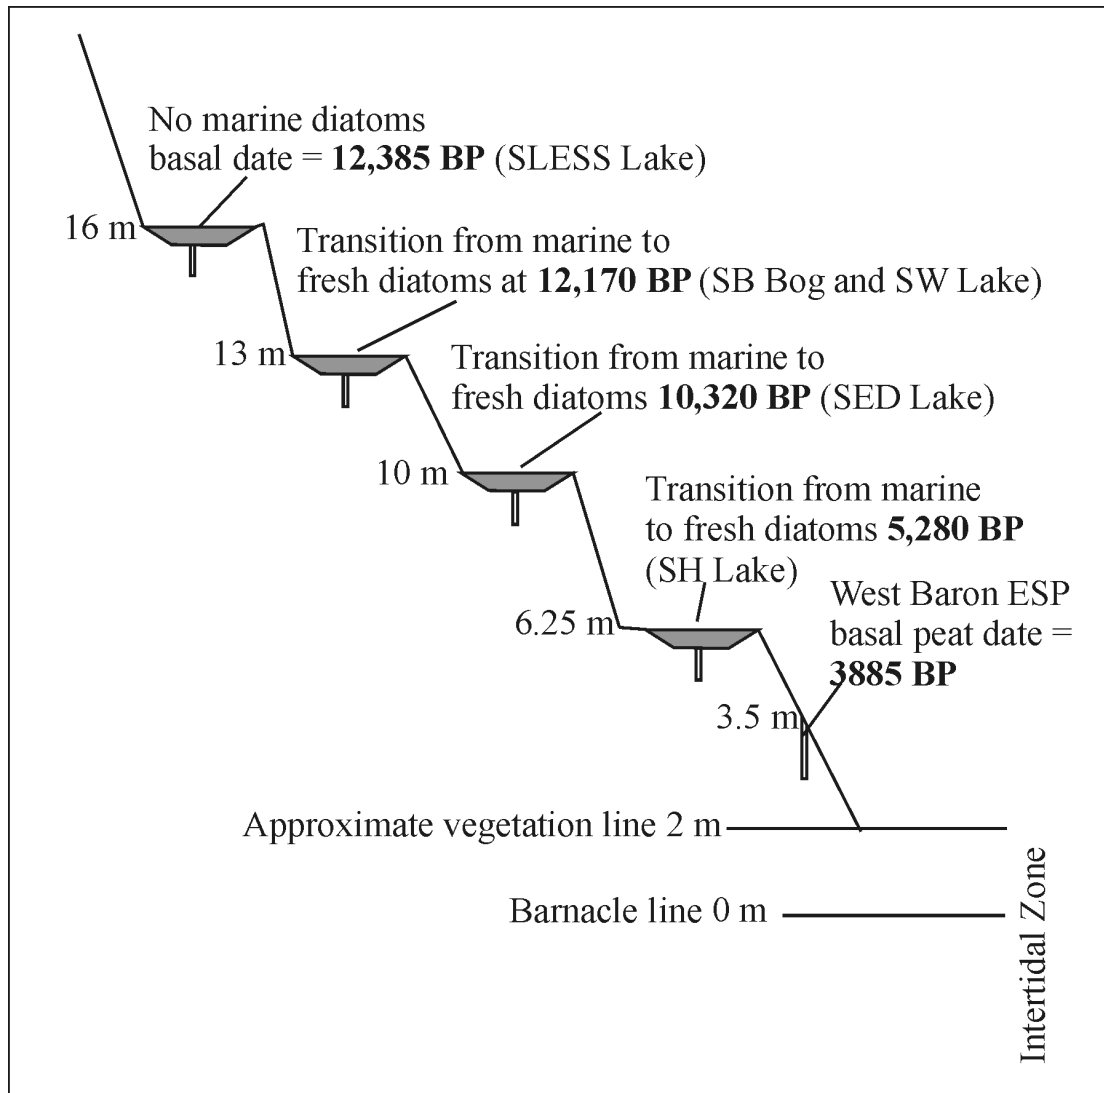 No marine diatoms
basal date = 12,385 BP (SLESS Lake)
16 m
Transition from marine to
fresh diatoms at 12,170 BP (SB Bog and SW Lake)
13 m
Transition from marine to
fresh diatoms 10,320 BP (SED Lake)
10 m
Transition from marine
to fresh diatoms 5,280 BP
(SH Lake)
West Baron ESP
basal peat date =
3885 BP
6.25 m
3.5 m
Approximate vegetation line 2 m
Barnacle line 0 m
Intertidal Zone